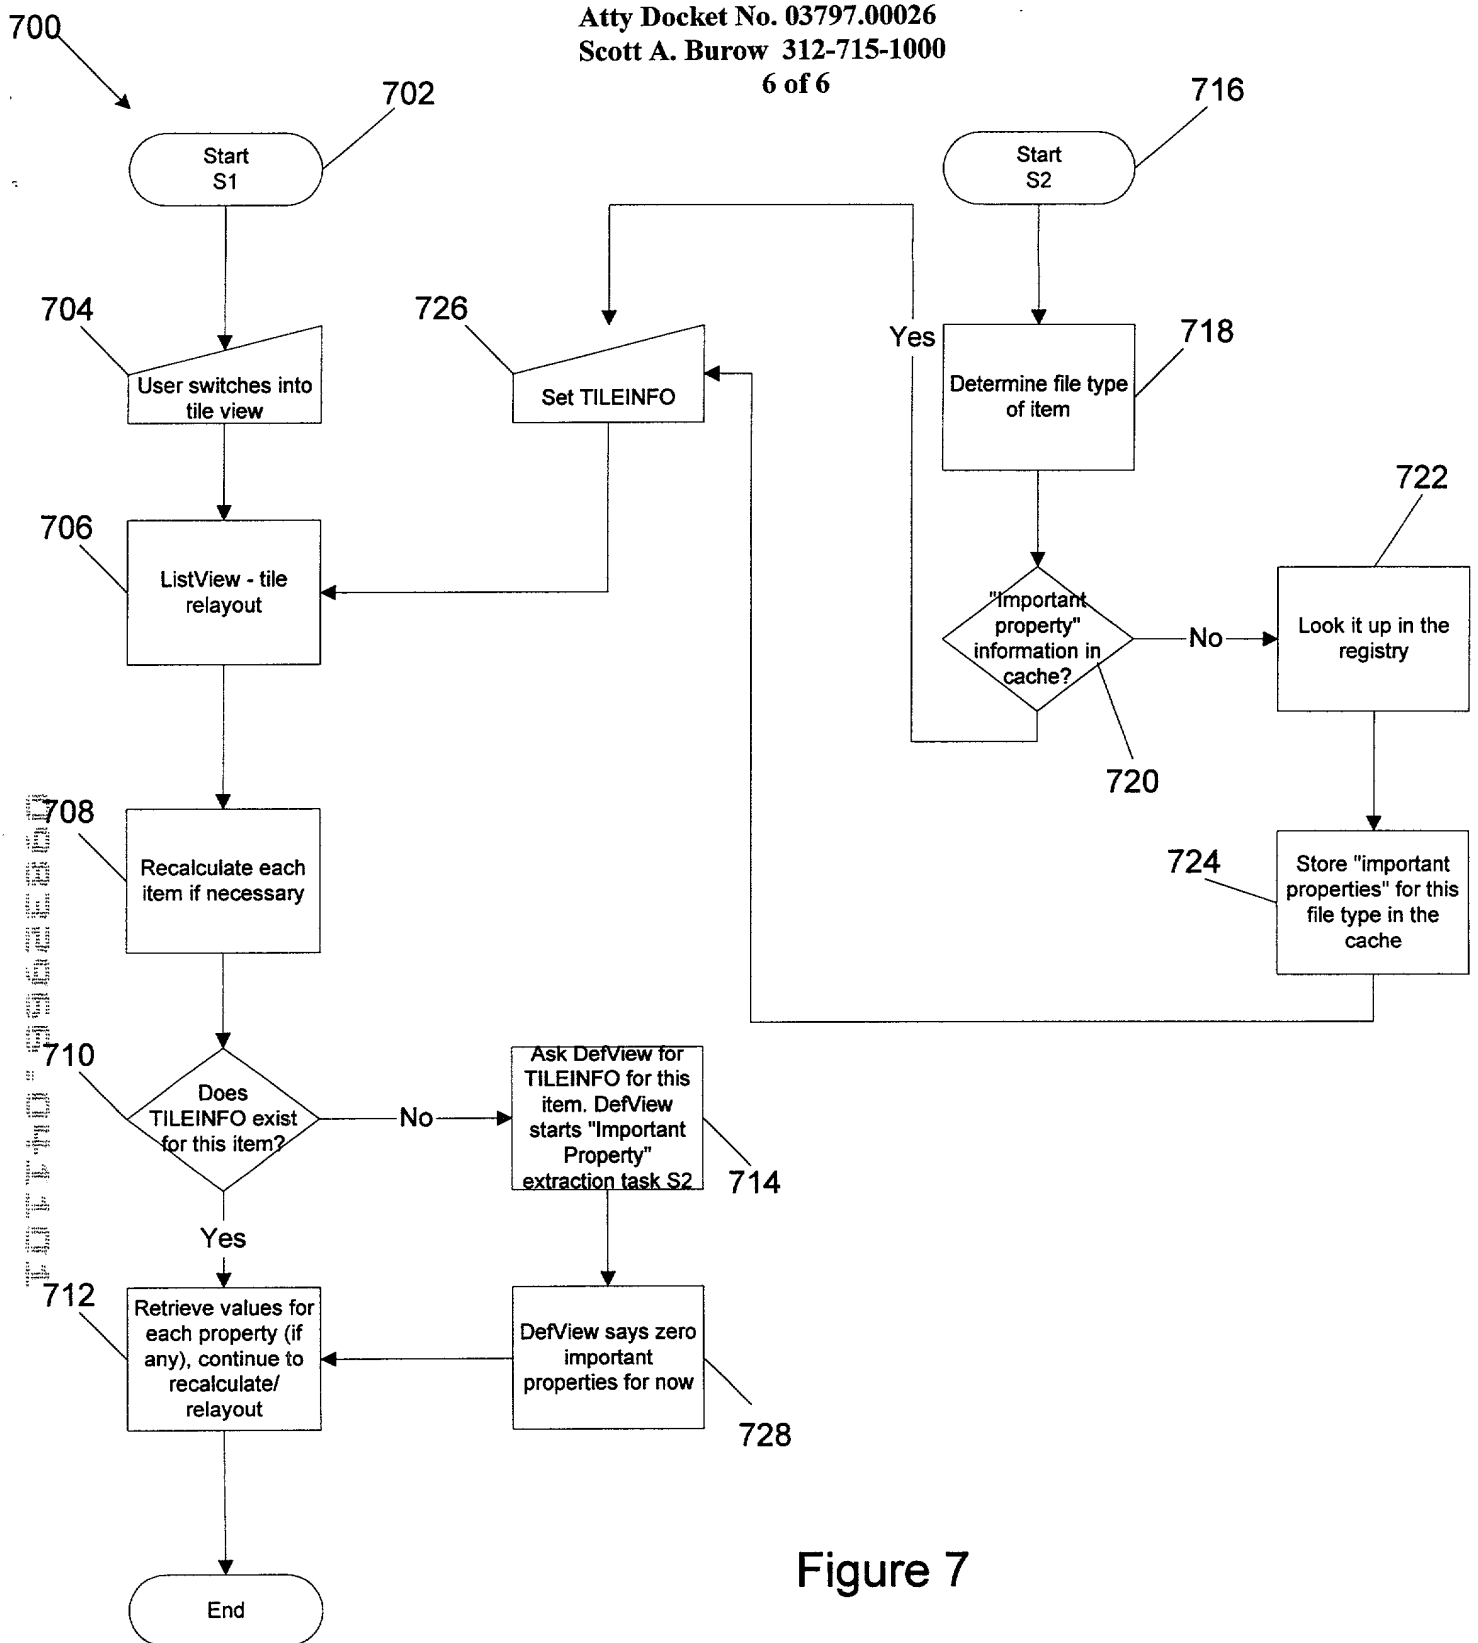 Atty Docket No. 03797.00026
Scott A. Burow 312-715-1000
6 of 6
700
702
Start
S1
704
User switches into
tile view
706
ListView - tile
relayout
708
Recalculate each
item if necessary
710
Does
TILEINFO exist
for this item?
No
Yes
712
Retrieve values for
each property (if
any), continue to
recalculate/
relayout
End
714
Ask DefView for
TILEINFO for this
item. DefView
starts "Important
Property"
extraction task S2
728
DefView says zero
important
properties for now
726
Set TILEINFO
716
Start
S2
718
Determine file type
of item
Yes
720
"Important
property"
information in
cache?
No
722
Look it up in the
registry
724
Store "important
properties" for this
file type in the
cache
09832966.041101
Figure 7